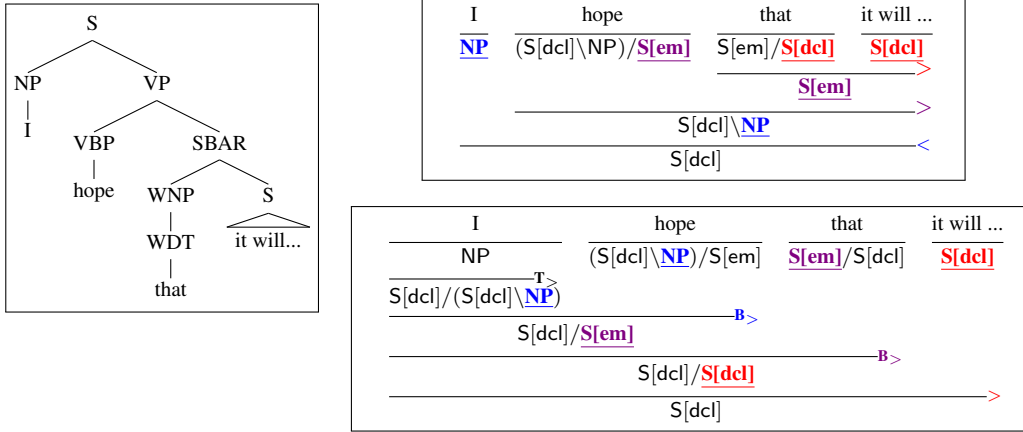 S
NP VP
I
VBP SBAR
hope
WNP S
WDT it will...
that
I hope that it will ...
NP (S[dcl]\NP)/S[em] S[em]/S[dcl] S[dcl]
>
S[em]
>
S[dcl]\NP
<
S[dcl]
I hope that it will ...
NP (S[dcl]\NP)/S[em] S[em]/S[dcl] S[dcl]
T>
S[dcl]/(S[dcl]\NP)
B>
S[dcl]/S[em]
B>
S[dcl]/S[dcl]
>
S[dcl]